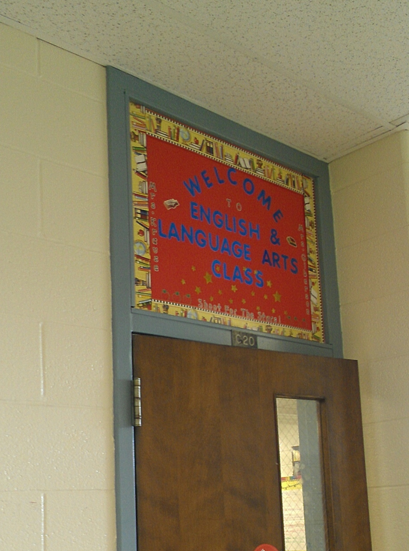 WELCOME
TO
ENGLISH &
LANGUAGE ARTS
CLASS
Shoot For The Stars!
C20